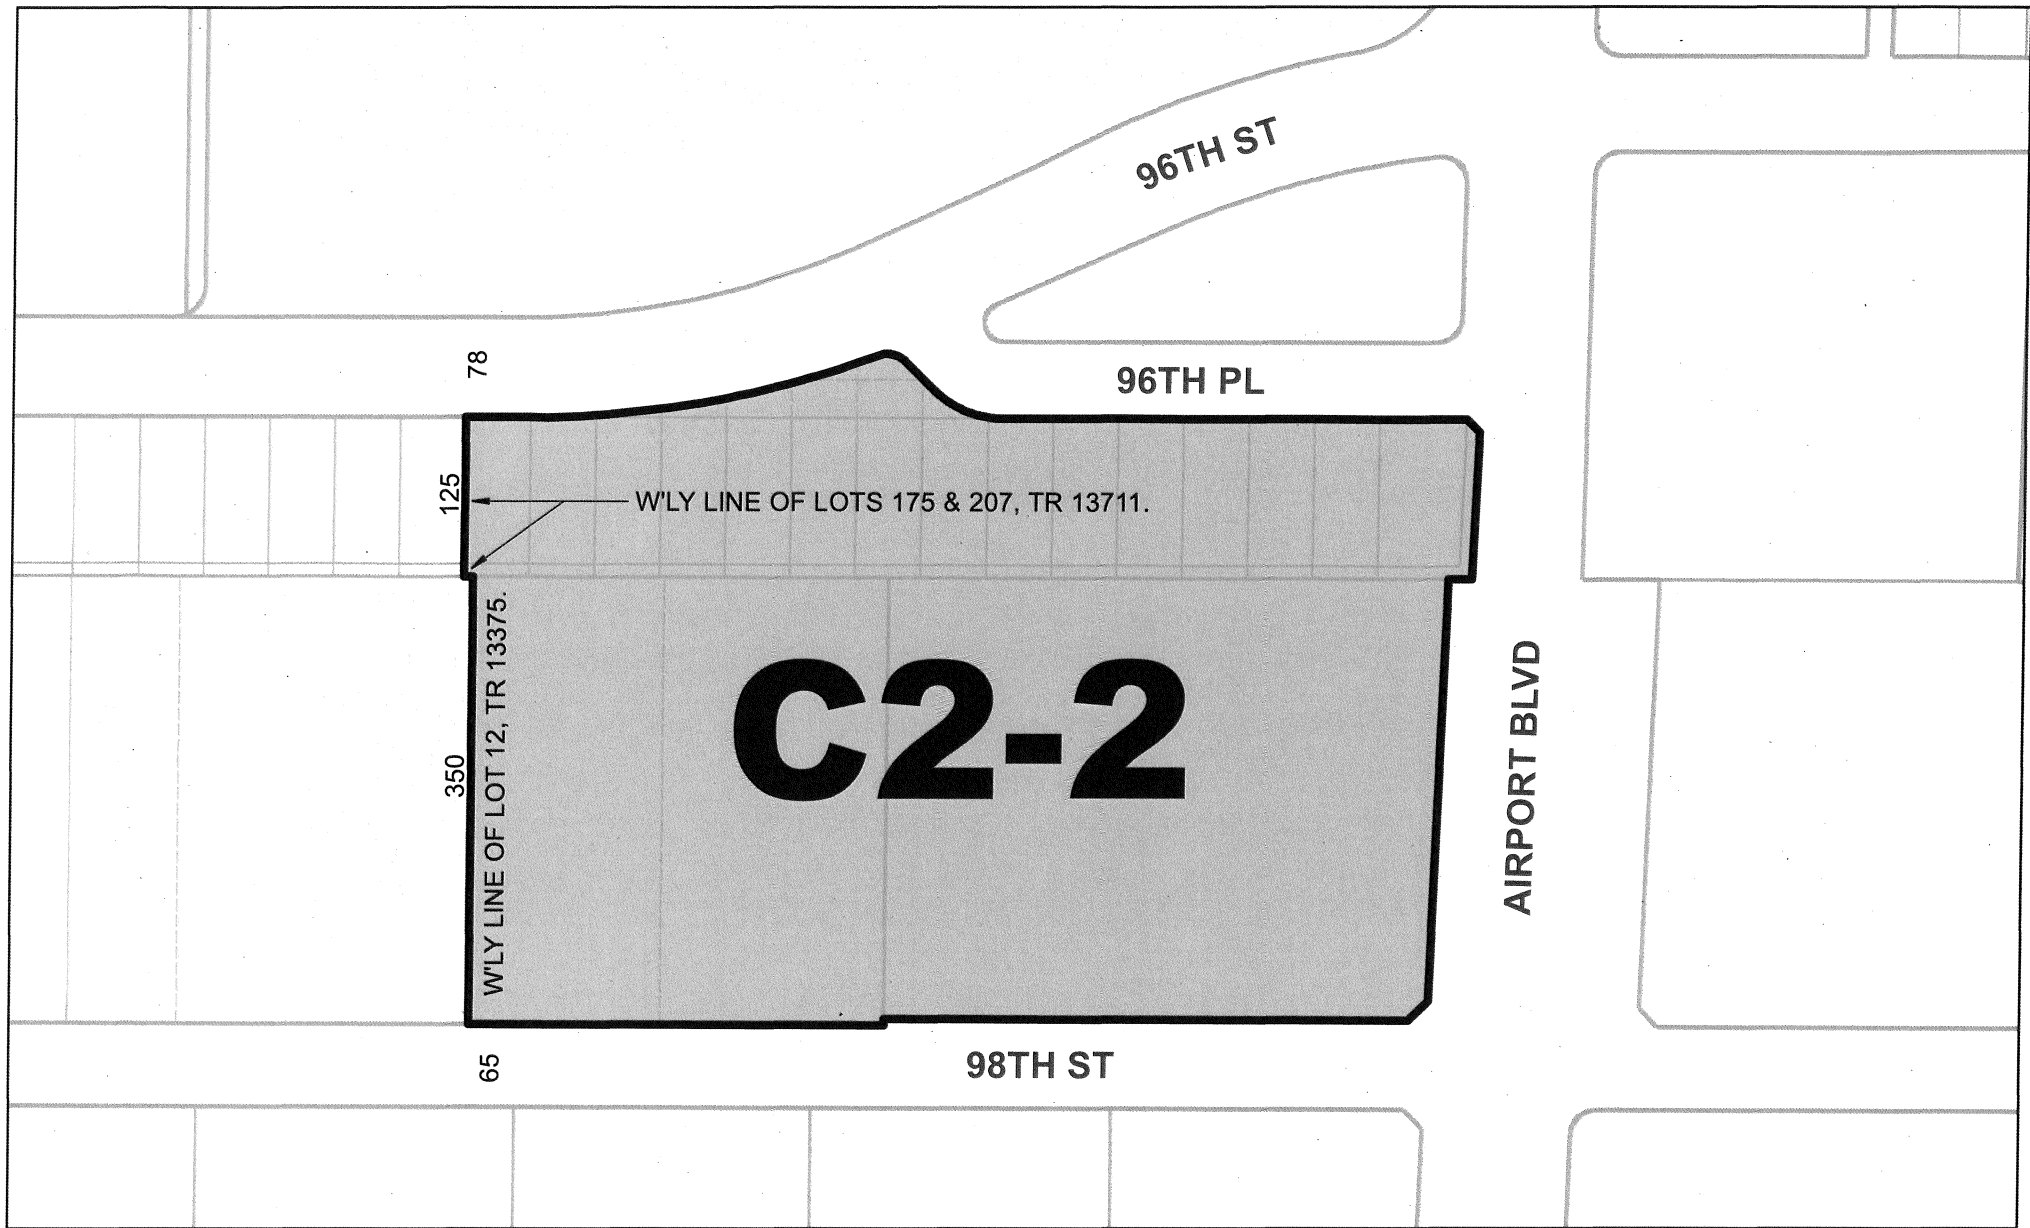 96TH ST
78
96TH PL
125
W'LY LINE OF LOTS 175 & 207, TR 13711.
W'LY LINE OF LOT 12, TR 13375.
C2-2
350
AIRPORT BLVD
65
98TH ST